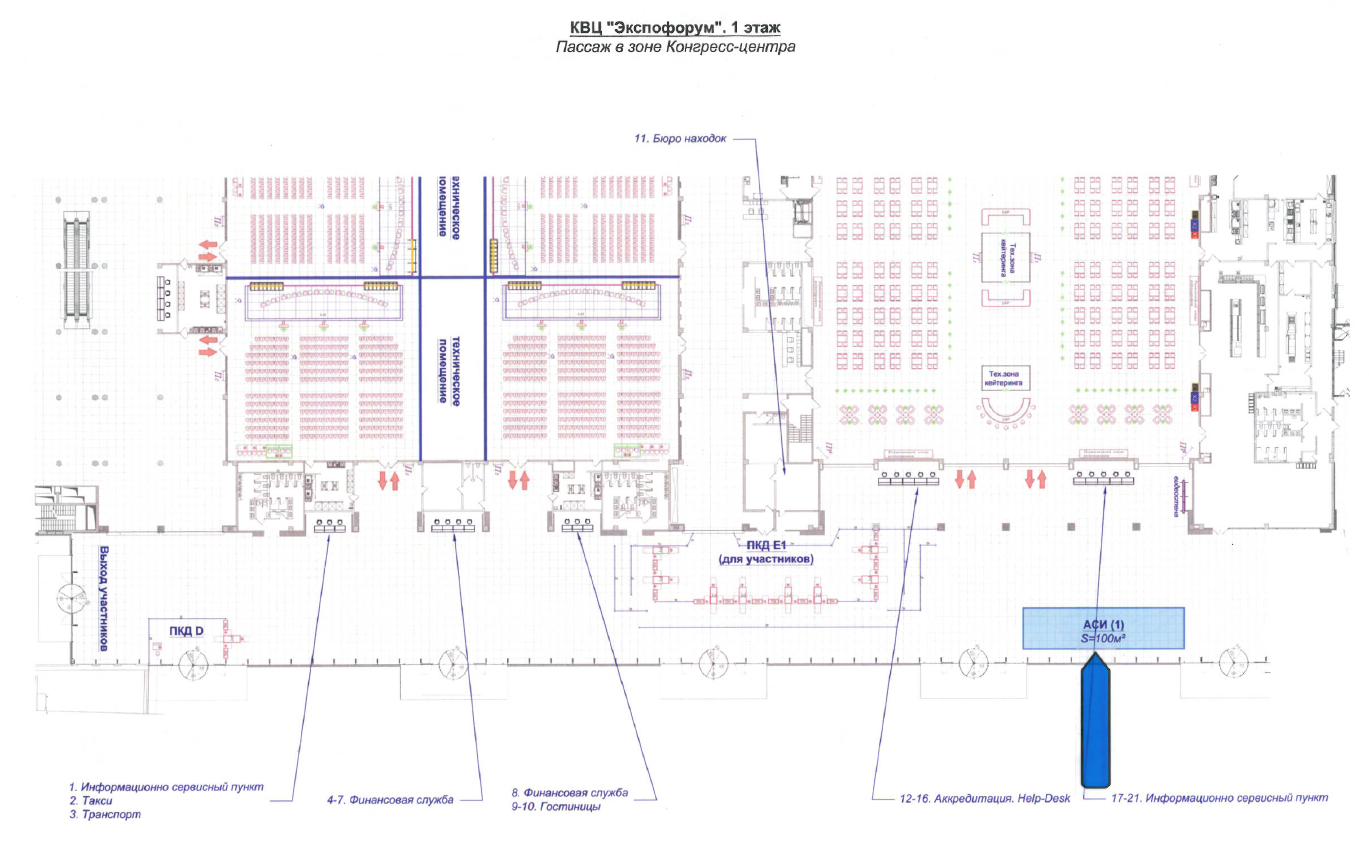 КВЦ "Экспофорум". 1 этаж
Пассаж в зоне Конгресс-центра
11. Бюро находок
техническое
помещение
Тех.зона
кейтеринга
Тех.зона
кейтеринга
видеостена
ПКД Е1
(для участников)
Выход участников
ПКД D
АСИ (1)
S=100м²
1. Информационно сервисный пункт
2. Такси
3. Транспорт
4-7. Финансовая служба
8. Финансовая служба
9-10. Гостиницы
12-16. Аккредитация. Help-Desk
17-21. Информационно сервисный пункт